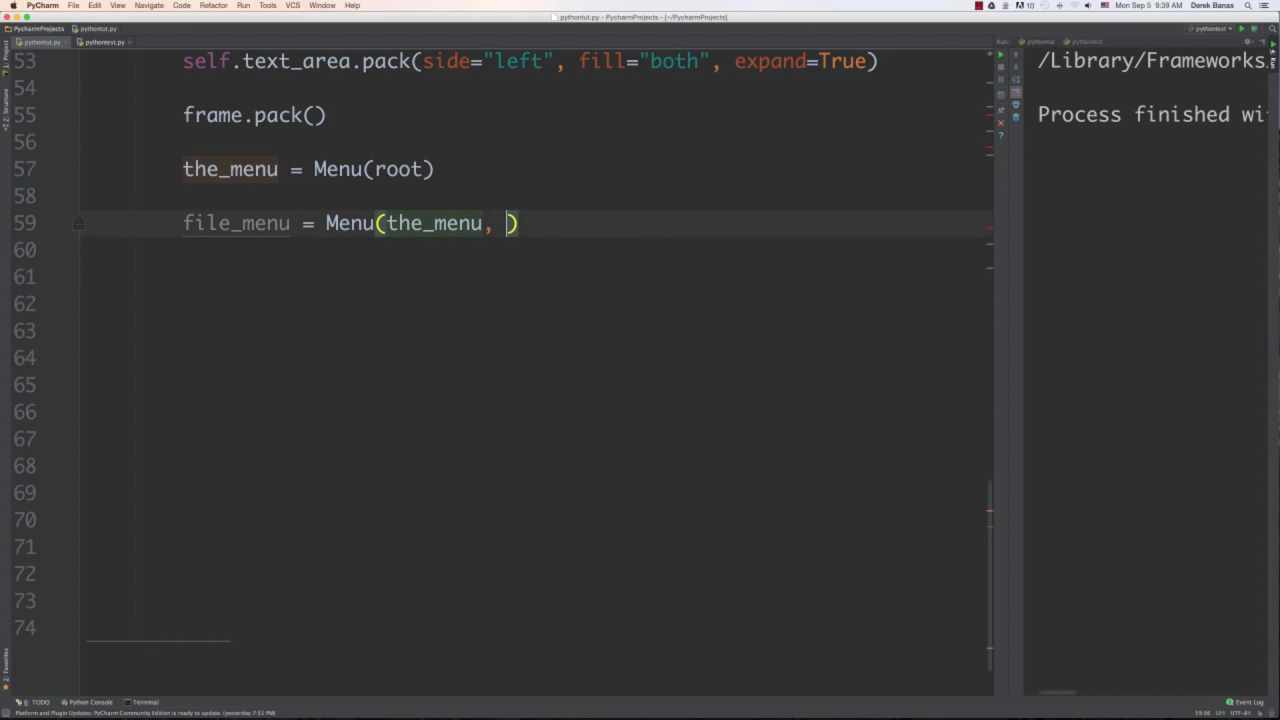 PyCharm File Edit View Navigate Code Refactor Run Tools VCS Window Help 10 Mon Sep 5 9:39 AM Derek Banas
pythontut.py - PycharmProjects - [~/PycharmProjects]
PycharmProjects pythontut.py pythontest
pythontut.py pythontest.py Run: pythontut pythontest
53 self.text_area.pack(side="left", fill="both", expand=True) /Library/Frameworks
54
55 frame.pack() Process finished wi
56
57 the_menu = Menu(root)
58
59 file_menu = Menu(the_menu, )
60
61
62
63
64
65
66
67
68
69
70
71
72
73
74
1: Project
Run
Z: Structure
2: Favorites
6: TODO Python Console Terminal Event Log
Platform and Plugin Updates: PyCharm Community Edition is ready to update. (yesterday 7:51 PM) 59:36 LF: UTF-8: